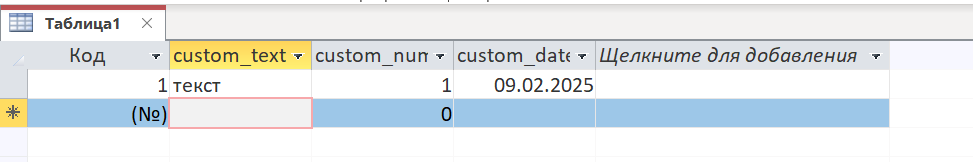 Таблица1
Код custom_text custom_num custom_date Щелкните для добавления
1 текст 1 09.02.2025
(№) 0